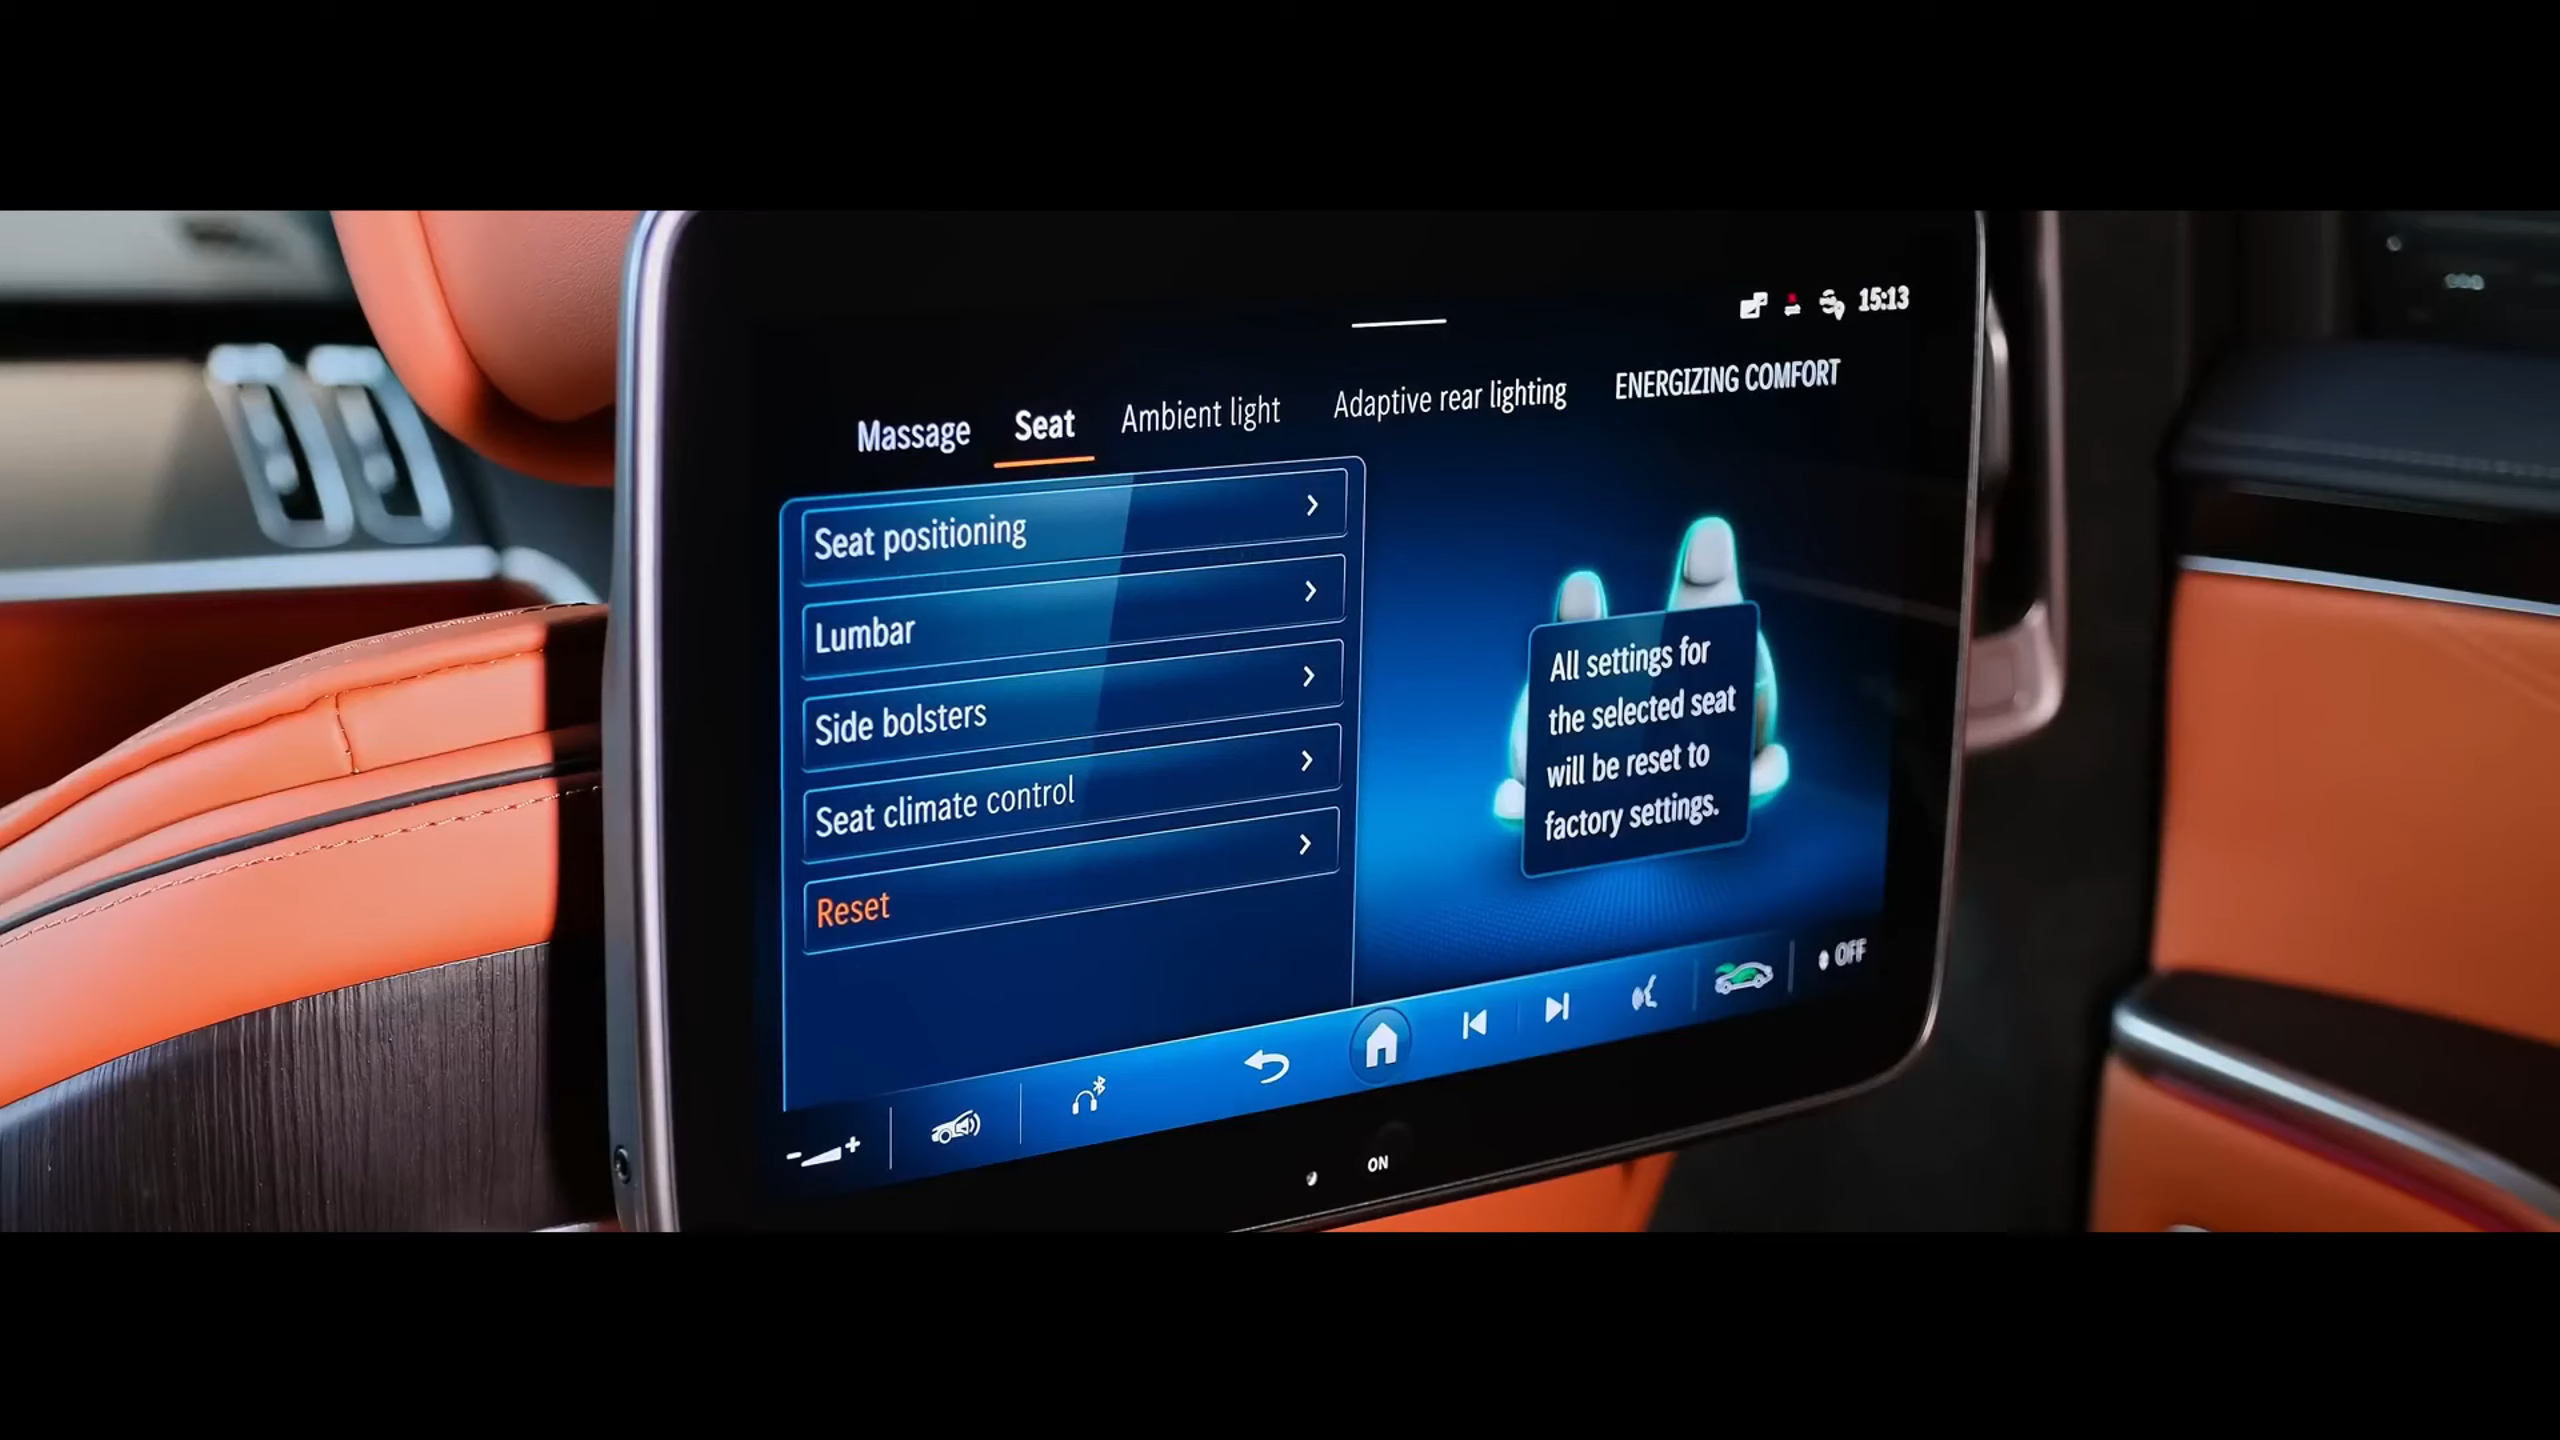 15:13
Massage Seat Ambient light Adaptive rear lighting ENERGIZING COMFORT
Seat positioning
Lumbar
Side bolsters
Seat climate control
Reset
All settings for
the selected seat
will be reset to
factory settings.
OFF
ON